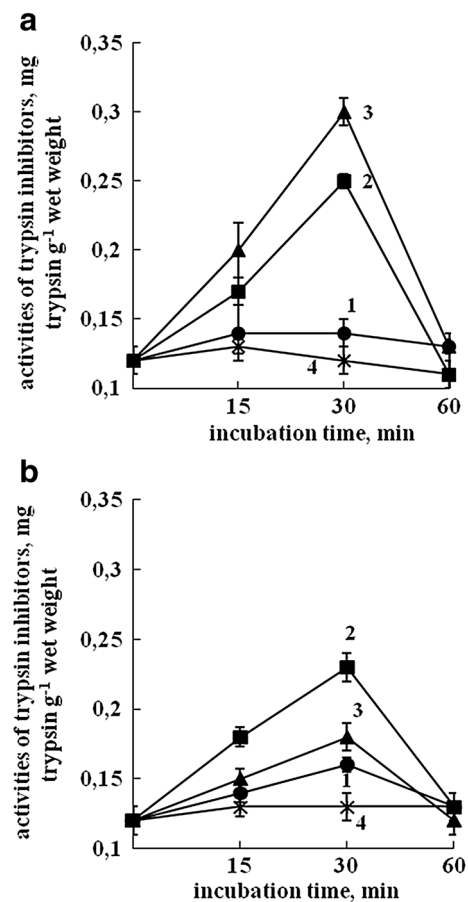 a
activities of trypsin inhibitors, mg
trypsin g-1 wet weight
0,35
0,3
0,25
0,2
0,15
0,1
3
2
1
4
15 30 60
incubation time, min
b
activities of trypsin inhibitors, mg
trypsin g-1 wet weight
0,35
0,3
0,25
0,2
0,15
0,1
2
3
1
4
15 30 60
incubation time, min